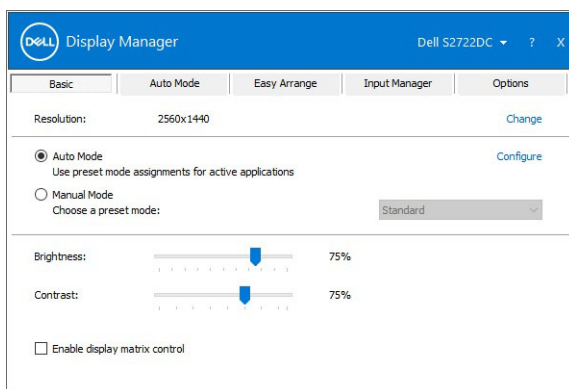 DELL Display Manager Dell S2722DC ? X
Basic Auto Mode Easy Arrange Input Manager Options
Resolution: 2560x1440 Change
Auto Mode Configure
Use preset mode assignments for active applications
Manual Mode
Choose a preset mode: Standard
Brightness: 75%
Contrast: 75%
Enable display matrix control